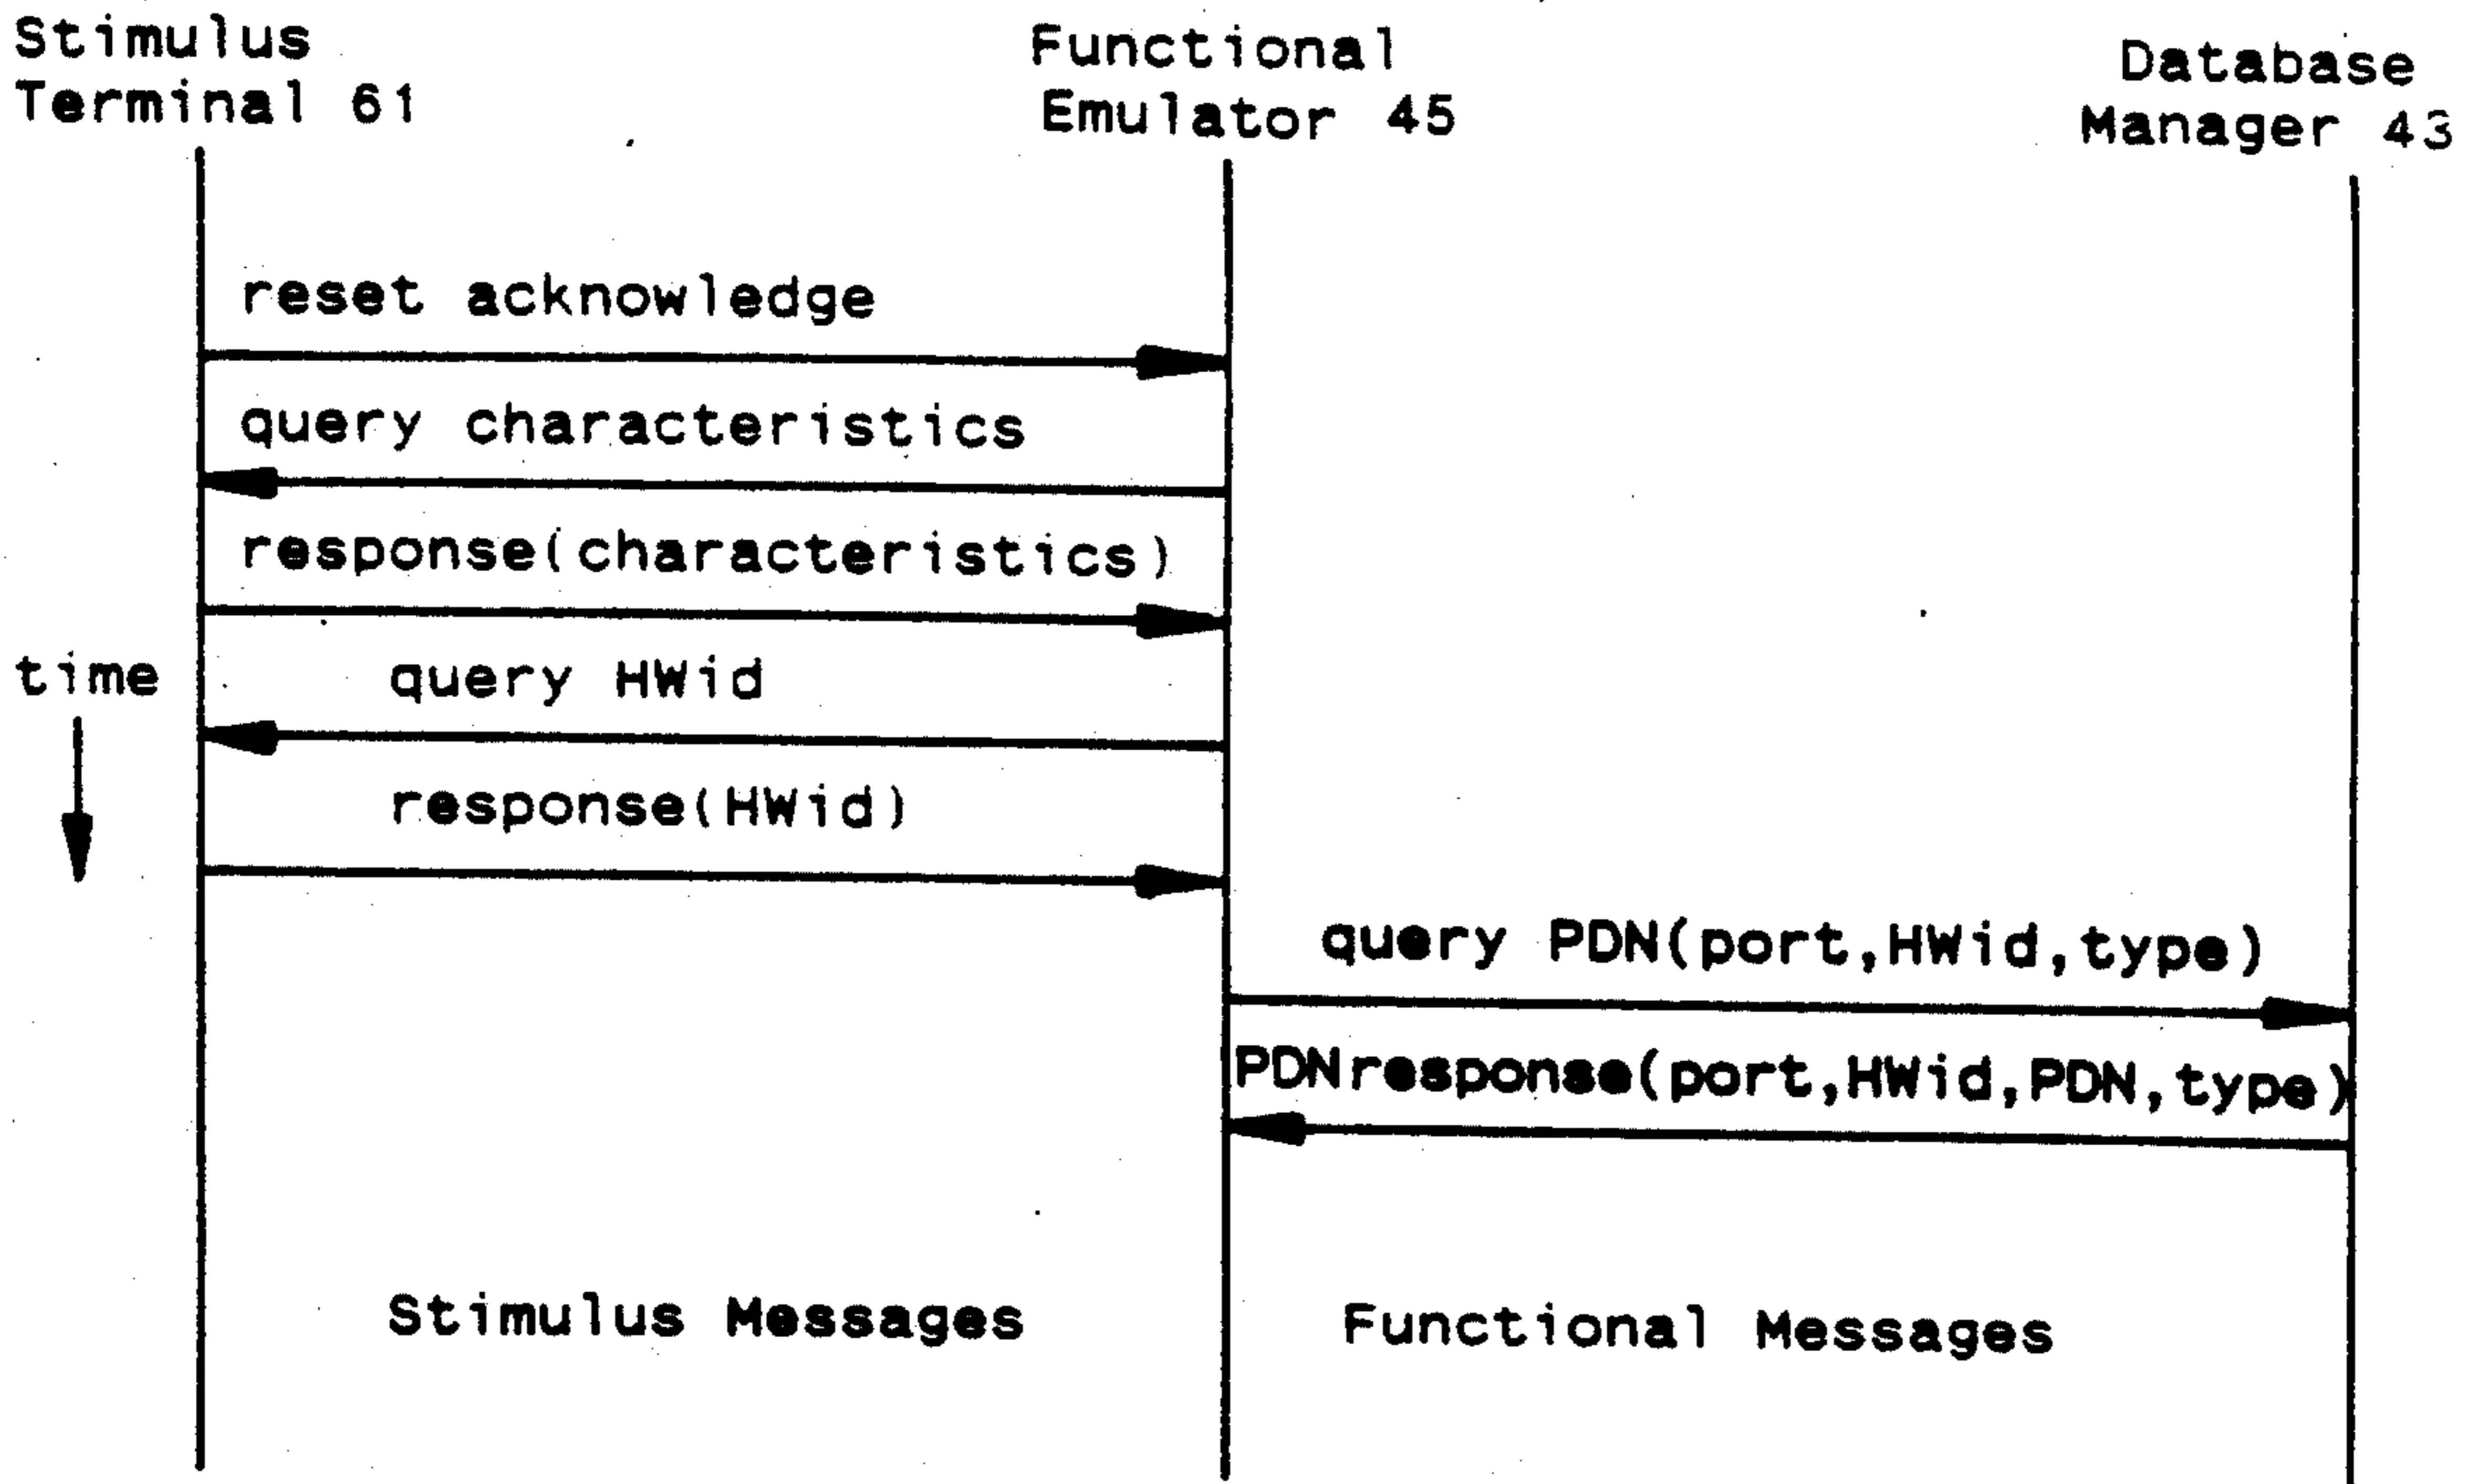 Stimulus
Terminal 61
Functional
Emulator 45
Database
Manager 43
reset acknowledge
query characteristics
response(characteristics)
time
query HWid
response(HWid)
query PDN(port,HWid,type)
PDNresponse(port,HWid,PDN,type)
Stimulus Messages
Functional Messages